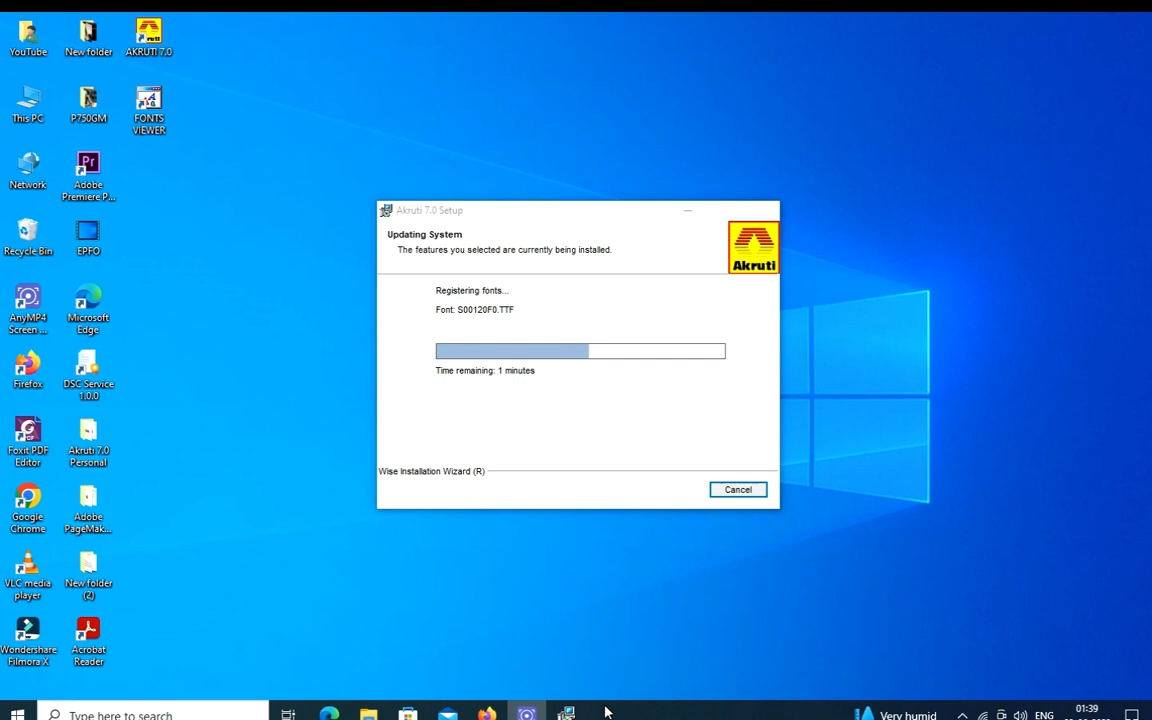 YouTube
New folder
AKRUTI 7.0
This PC
P750GM
FONTS
VIEWER
Network
Pr
Adobe
Premiere P...
Recycle Bin
EPFO
AnyMP4
Screen ...
Microsoft
Edge
Firefox
DSC Service
1.0.0
Foxit PDF
Editor
Akruti 7.0
Personal
Google
Chrome
Adobe
PageMak...
VLC media
player
New folder
(2)
Wondershare
Filmora X
Acrobat
Reader
Akruti 7.0 Setup
Updating System
The features you selected are currently being installed.
Akruti
Registering fonts...
Font: S00120F0.TTF
Time remaining: 1 minutes
Wise Installation Wizard (R)
Cancel
Type here to search
Very humid
ENG
01:39